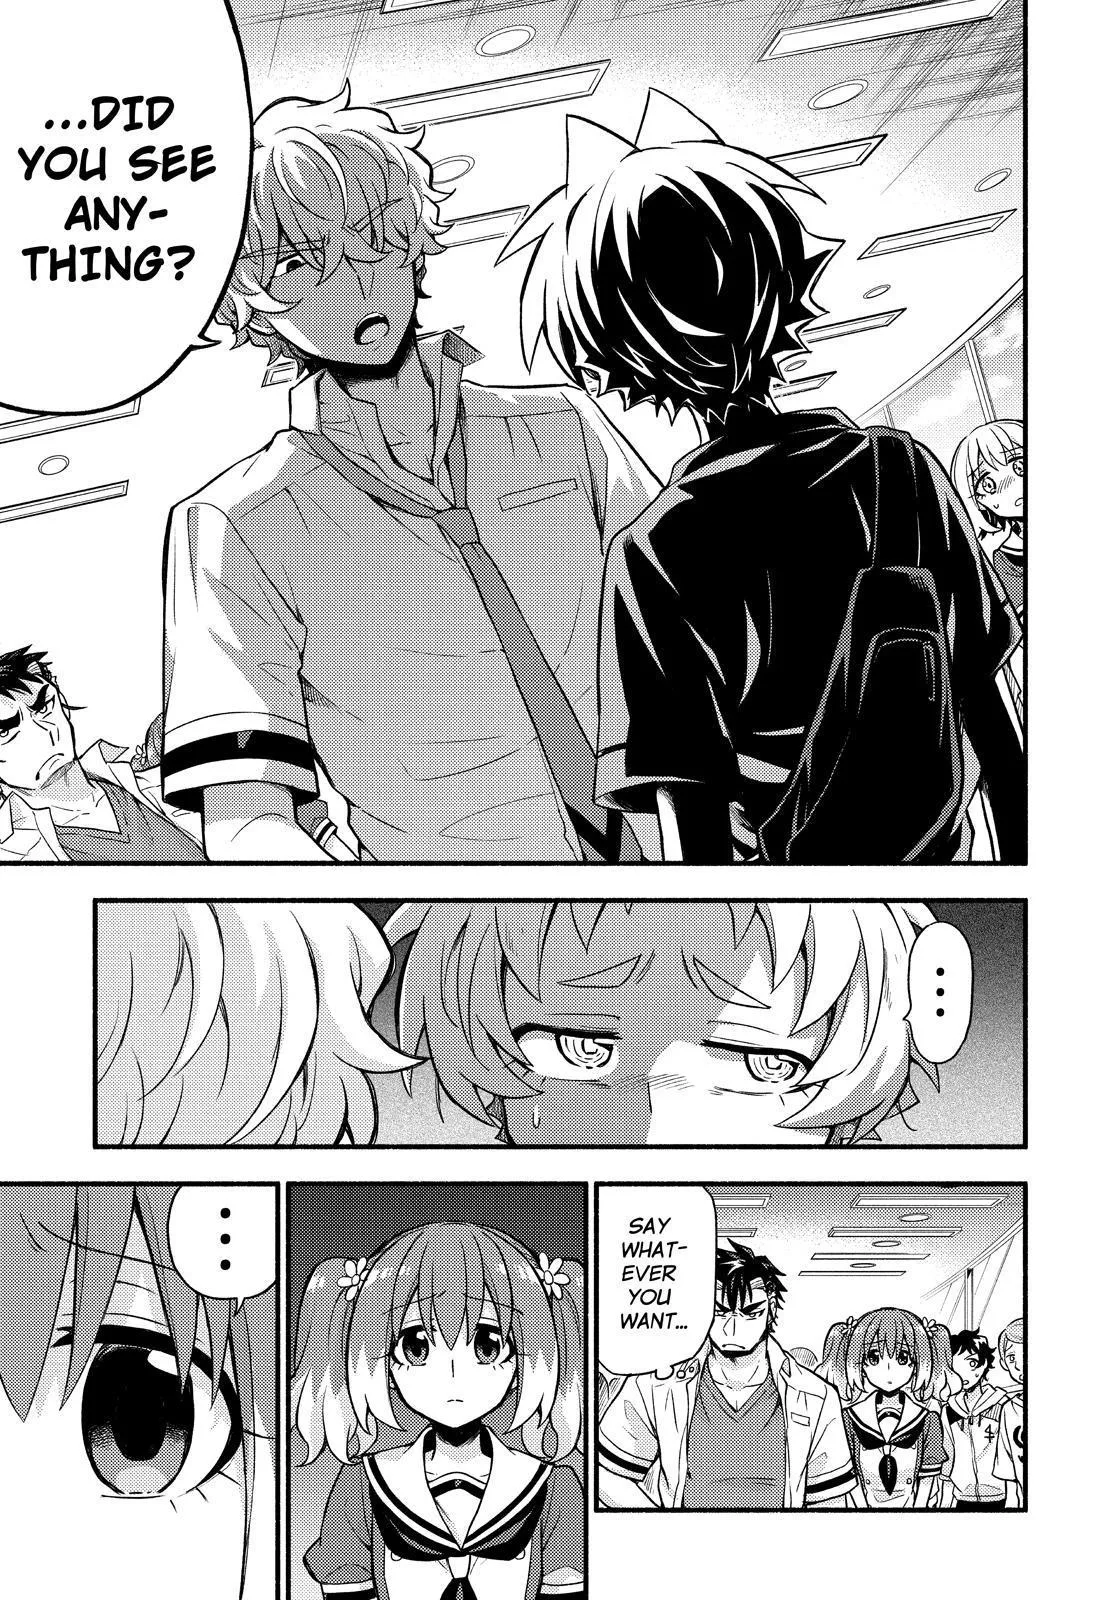 ...DID
YOU SEE
ANY-
THING?
...
SAY
WHAT-
EVER
YOU
WANT...
...